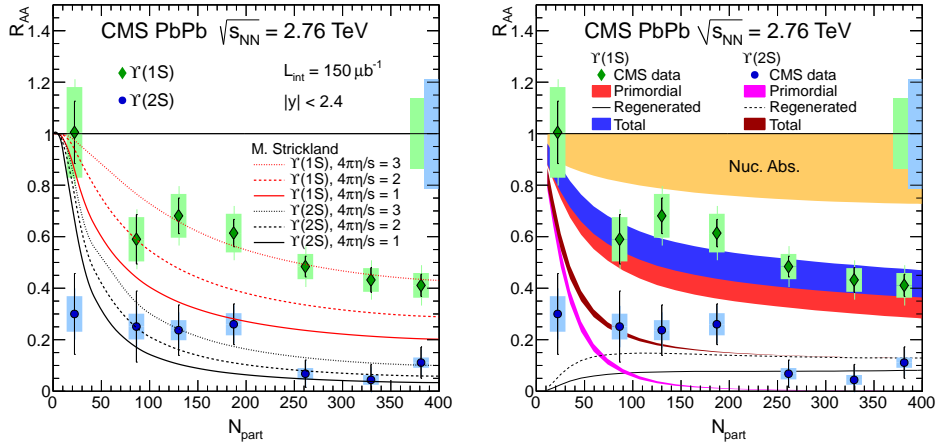 CMS PbPb √s_NN = 2.76 TeV
ϒ(1S)
ϒ(2S)
L_int = 150 μb⁻¹
|y| < 2.4
M. Strickland
ϒ(1S), 4πη/s = 3
ϒ(1S), 4πη/s = 2
ϒ(1S), 4πη/s = 1
ϒ(2S), 4πη/s = 3
ϒ(2S), 4πη/s = 2
ϒ(2S), 4πη/s = 1
R_AA
1.4
1.2
1
0.8
0.6
0.4
0.2
0
0 50 100 150 200 250 300 350 400
N_part
CMS PbPb √s_NN = 2.76 TeV
ϒ(1S) ϒ(2S)
CMS data CMS data
Primordial Primordial
Regenerated Regenerated
Total Total
Nuc. Abs.
R_AA
1.4
1.2
1
0.8
0.6
0.4
0.2
0
0 50 100 150 200 250 300 350 400
N_part